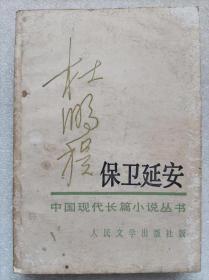 杜鹏程
保卫延安
中国现代长篇小说丛书
人民文学出版社版